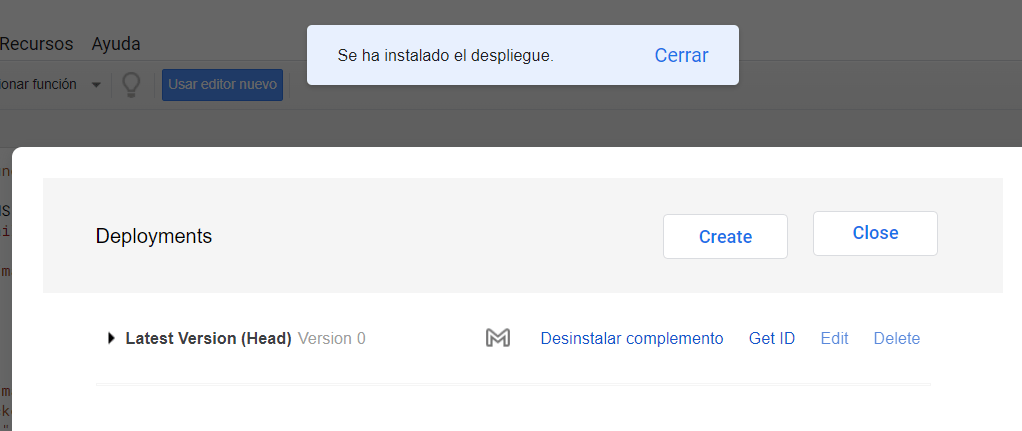 Recursos Ayuda
Se ha instalado el despliegue. Cerrar
onar función Usar editor nuevo
Deployments Create Close
Latest Version (Head) Version 0 Desinstalar complemento Get ID Edit Delete